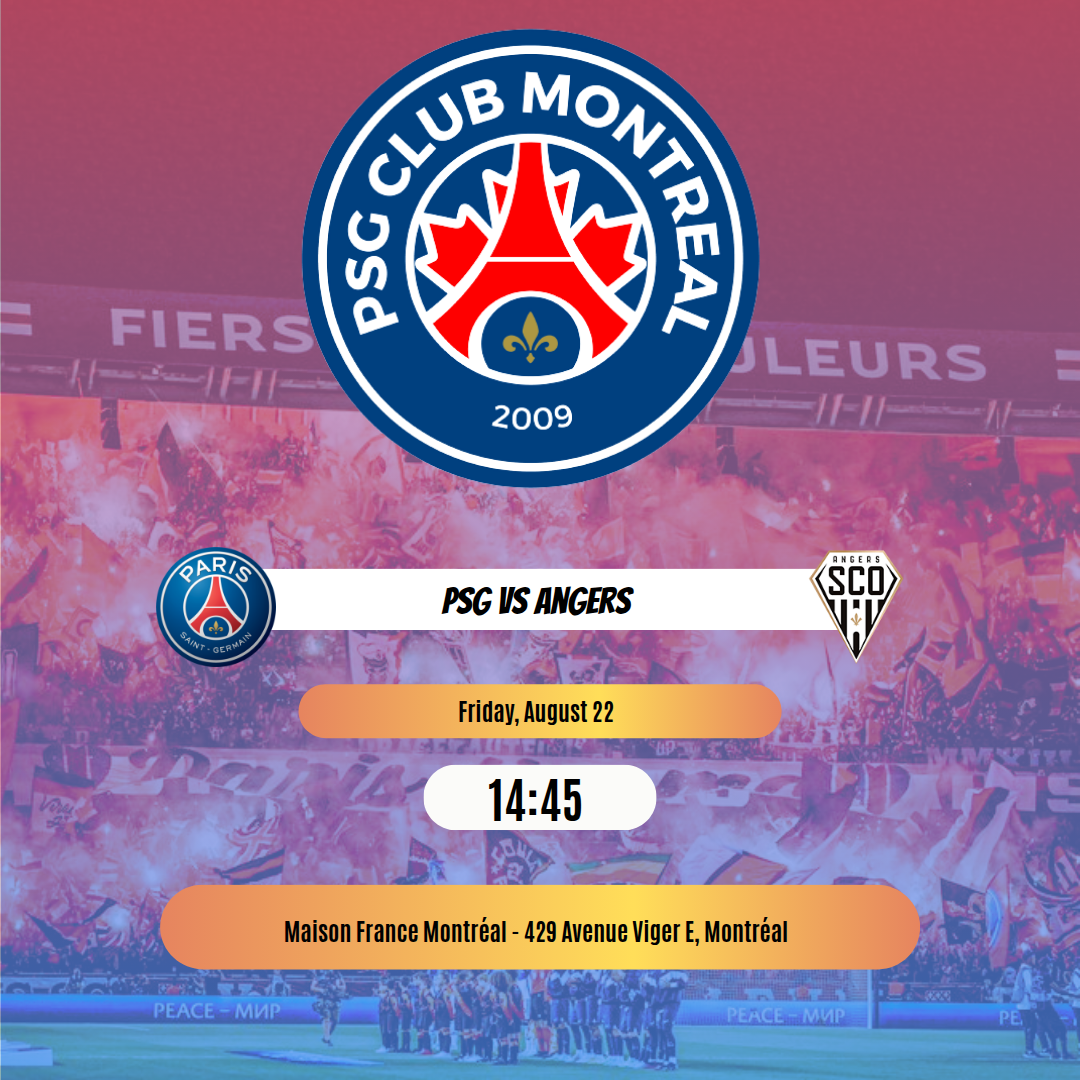 PSG CLUB MONTREAL
2009
FIERS
ULEURS
PARIS
SAINT-GERMAIN
PSG VS ANGERS
ANGERS
SCO
Friday, August 22
14:45
Maison France Montréal - 429 Avenue Viger E, Montréal
PEACE – МИР
PEACE – МИР